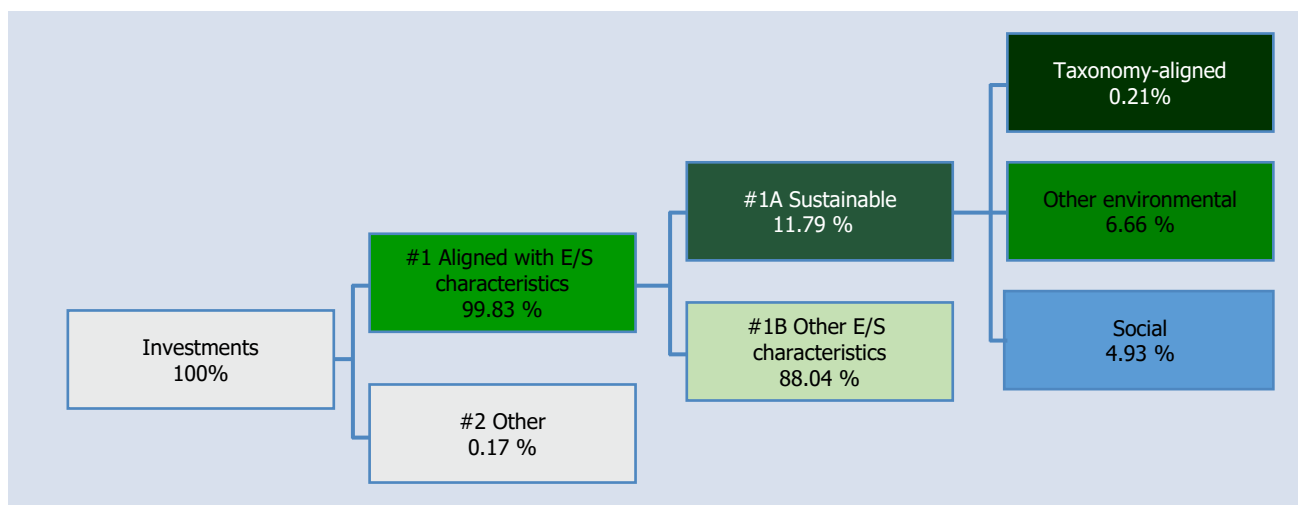 Investments
100%
#1 Aligned with E/S
characteristics
99.83 %
#2 Other
0.17 %
#1A Sustainable
11.79 %
#1B Other E/S
characteristics
88.04 %
Taxonomy-aligned
0.21%
Other environmental
6.66 %
Social
4.93 %